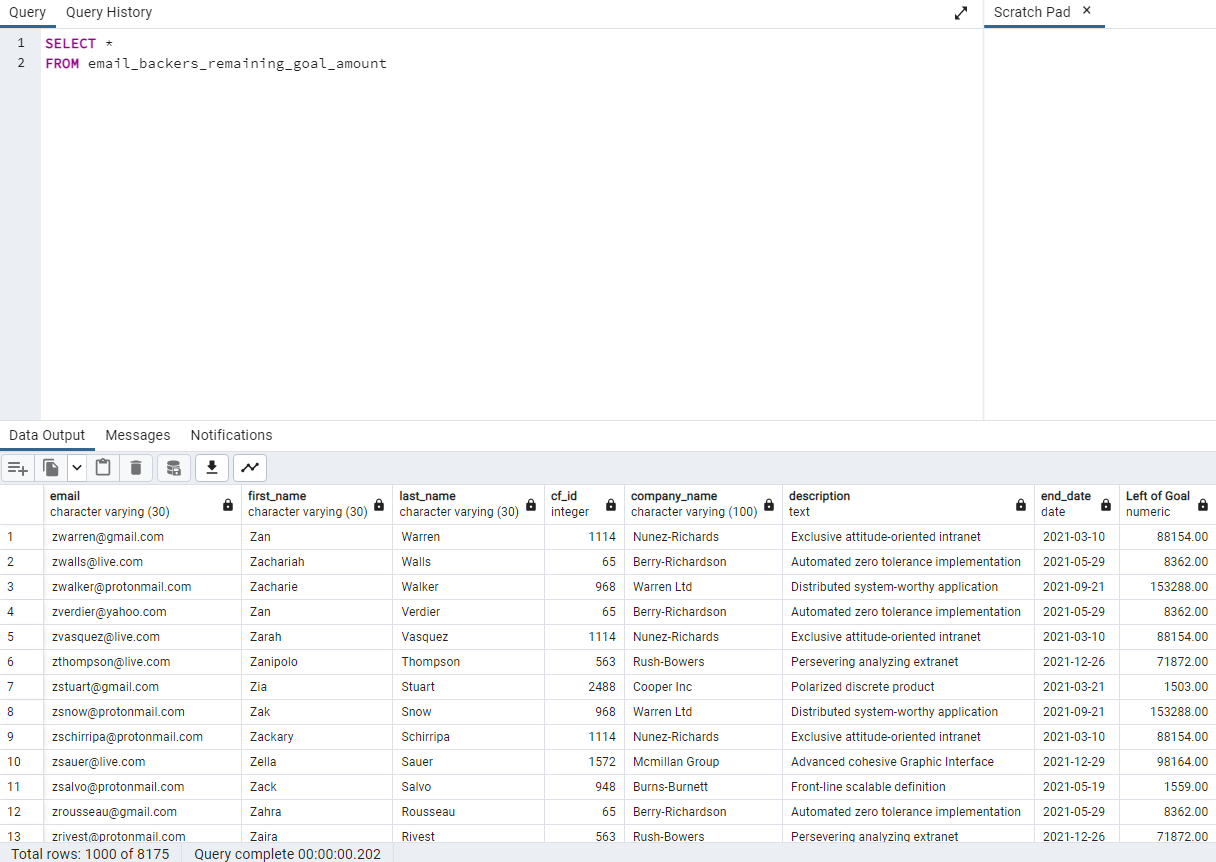 Query Query History Scratch Pad ×
1 SELECT *
2 FROM email_backers_remaining_goal_amount
Data Output Messages Notifications
email first_name last_name cf_id company_name description end_date Left of Goal
character varying (30) character varying (30) character varying (30) integer character varying (100) text date numeric
1 zwarren@gmail.com Zan Warren 1114 Nunez-Richards Exclusive attitude-oriented intranet 2021-03-10 88154.00
2 zwalls@live.com Zachariah Walls 65 Berry-Richardson Automated zero tolerance implementation 2021-05-29 8362.00
3 zwalker@protonmail.com Zacharie Walker 968 Warren Ltd Distributed system-worthy application 2021-09-21 153288.00
4 zverdier@yahoo.com Zan Verdier 65 Berry-Richardson Automated zero tolerance implementation 2021-05-29 8362.00
5 zvasquez@live.com Zarah Vasquez 1114 Nunez-Richards Exclusive attitude-oriented intranet 2021-03-10 88154.00
6 zthompson@live.com Zanipolo Thompson 563 Rush-Bowers Persevering analyzing extranet 2021-12-26 71872.00
7 zstuart@gmail.com Zia Stuart 2488 Cooper Inc Polarized discrete product 2021-03-21 1503.00
8 zsnow@protonmail.com Zak Snow 968 Warren Ltd Distributed system-worthy application 2021-09-21 153288.00
9 zschirripa@protonmail.com Zackary Schirripa 1114 Nunez-Richards Exclusive attitude-oriented intranet 2021-03-10 88154.00
10 zsauer@live.com Zella Sauer 1572 Mcmillan Group Advanced cohesive Graphic Interface 2021-12-29 98164.00
11 zsalvo@protonmail.com Zack Salvo 948 Burns-Burnett Front-line scalable definition 2021-05-19 1559.00
12 zrousseau@gmail.com Zahra Rousseau 65 Berry-Richardson Automated zero tolerance implementation 2021-05-29 8362.00
13 zrivest@protonmail.com Zaira Rivest 563 Rush-Bowers Persevering analyzing extranet 2021-12-26 71872.00
Total rows: 1000 of 8175 Query complete 00:00:00.202